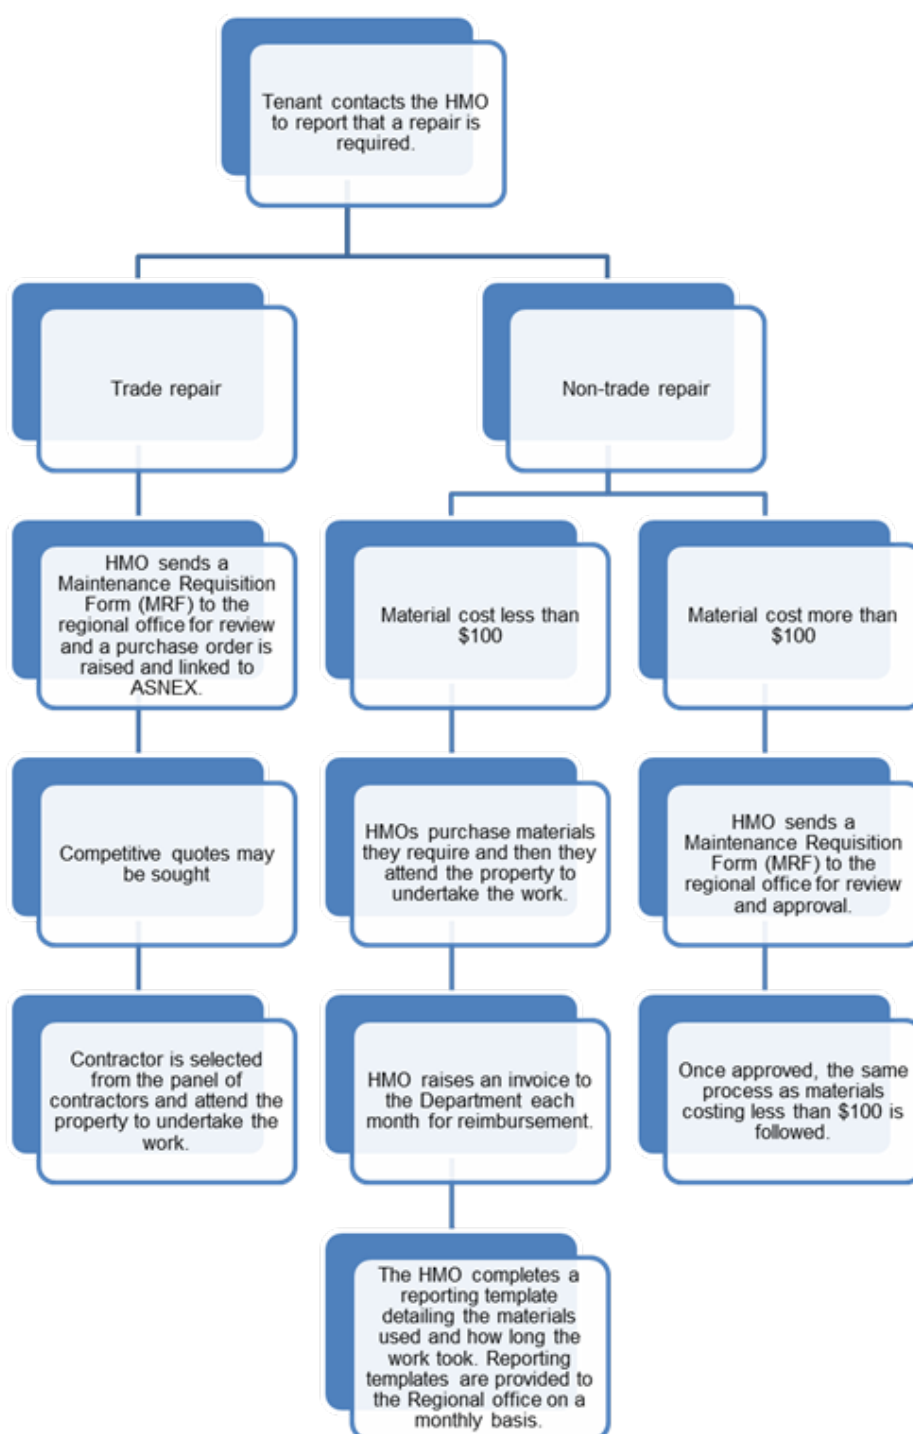 Tenant contacts the HMO
to report that a repair is
required.
Trade repair
Non-trade repair
HMO sends a
Maintenance Requisition
Form (MRF) to the
regional office for review
and a purchase order is
raised and linked to
ASNEX.
Material cost less than
$100
Material cost more than
$100
Competitive quotes may
be sought
HMOs purchase materials
they require and then they
attend the property to
undertake the work.
HMO sends a
Maintenance Requisition
Form (MRF) to the
regional office for review
and approval.
Contractor is selected
from the panel of
contractors and attend the
property to undertake the
work.
HMO raises an invoice to
the Department each
month for reimbursement.
Once approved, the same
process as materials
costing less than $100 is
followed.
The HMO completes a
reporting template
detailing the materials
used and how long the
work took. Reporting
templates are provided to
the Regional office on a
monthly basis.